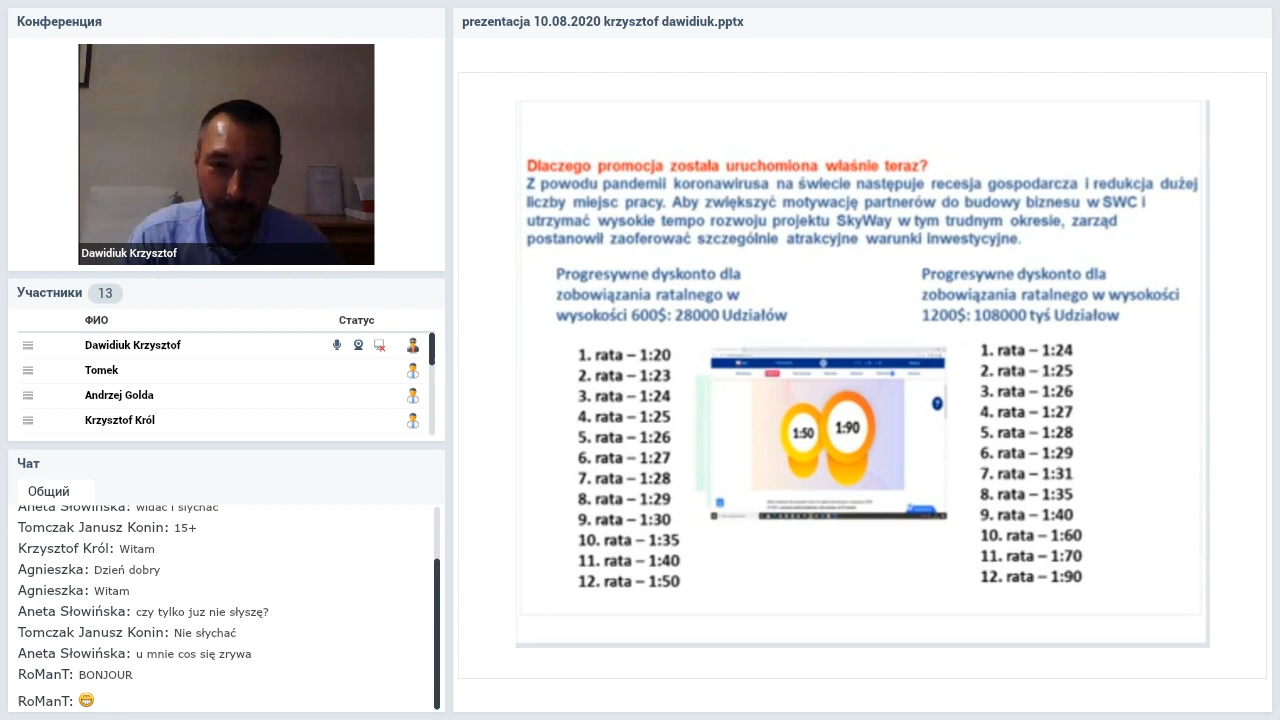 Конференция
Dawidiuk Krzysztof
Участники 13
ФИО Статус
Dawidiuk Krzysztof
Tomek
Andrzej Golda
Krzysztof Król
Чат
Общий
Aneta Słowińska: widać i słychać
Tomczak Janusz Konin: 15+
Krzysztof Król: Witam
Agnieszka: Dzień dobry
Agnieszka: Witam
Aneta Słowińska: czy tylko juz nie słyszę?
Tomczak Janusz Konin: Nie słychać
Aneta Słowińska: u mnie cos się zrywa
RoManT: BONJOUR
RoManT:
prezentacja 10.08.2020 krzysztof dawidiuk.pptx
Dlaczego promocja została uruchomiona właśnie teraz?
Z powodu pandemii koronawirusa na świecie następuje recesja gospodarcza i redukcja dużej
liczby miejsc pracy. Aby zwiększyć motywację partnerów do budowy biznesu w SWC i
utrzymać wysokie tempo rozwoju projektu SkyWay w tym trudnym okresie, zarząd
postanowił zaoferować szczególnie atrakcyjne warunki inwestycyjne.
Progresywne dyskonto dla
zobowiązania ratalnego w
wysokości 600$: 28000 Udziałów
1. rata – 1:20
2. rata – 1:23
3. rata – 1:24
4. rata – 1:25
5. rata – 1:26
6. rata – 1:27
7. rata – 1:28
8. rata – 1:29
9. rata – 1:30
10. rata – 1:35
11. rata – 1:40
12. rata – 1:50
1:50 1:90
Progresywne dyskonto dla
zobowiązania ratalnego w wysokości
1200$: 108000 tyś Udziałow
1. rata – 1:24
2. rata – 1:25
3. rata – 1:26
4. rata – 1:27
5. rata – 1:28
6. rata – 1:29
7. rata – 1:31
8. rata – 1:35
9. rata – 1:40
10. rata – 1:60
11. rata – 1:70
12. rata – 1:90